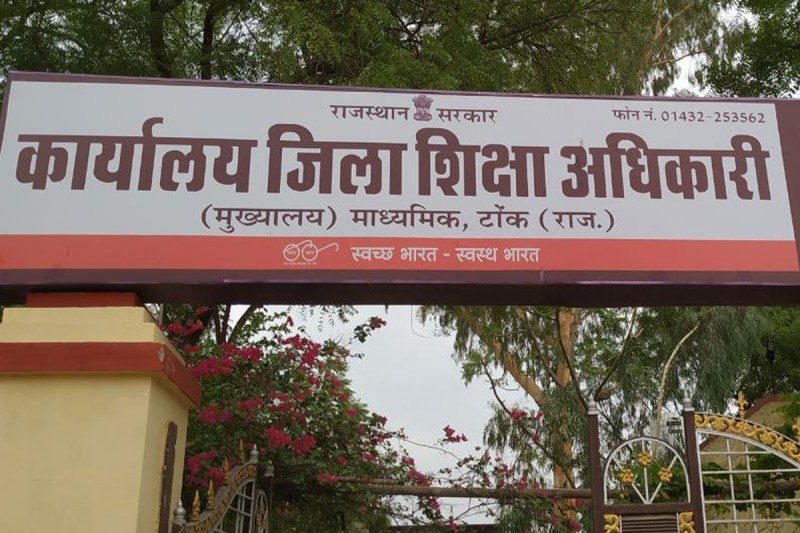 राजस्थान सरकार
फोन नं. 01432-253562
कार्यालय जिला शिक्षा अधिकारी
(मुख्यालय) माध्यमिक, टोंक (राज.)
स्वच्छ भारत - स्वस्थ भारत